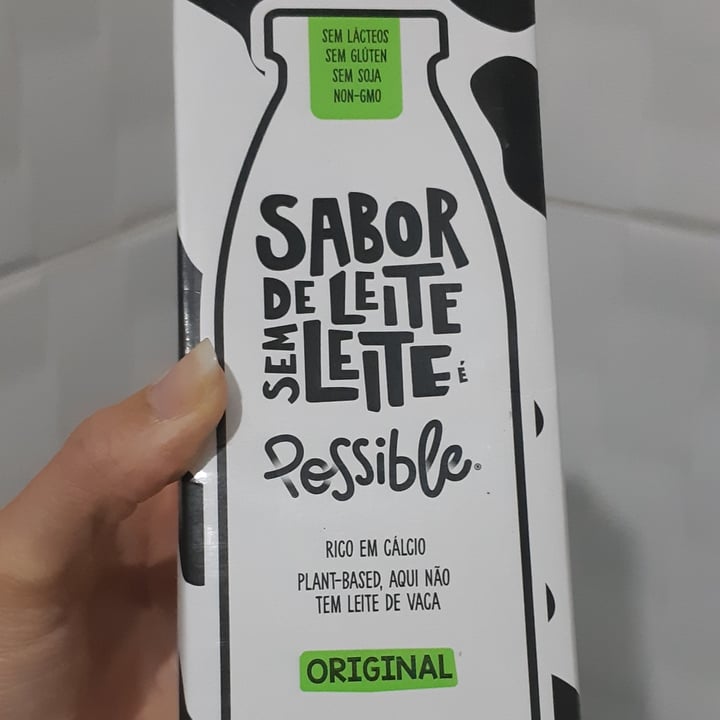 SEM LÁCTEOS
SEM GLÚTEN
SEM SOJA
NON-GMO
SABOR
DE LEITE
SEM LEITE É
Possible®
RICO EM CÁLCIO
PLANT-BASED, AQUI NÃO
TEM LEITE DE VACA
ORIGINAL